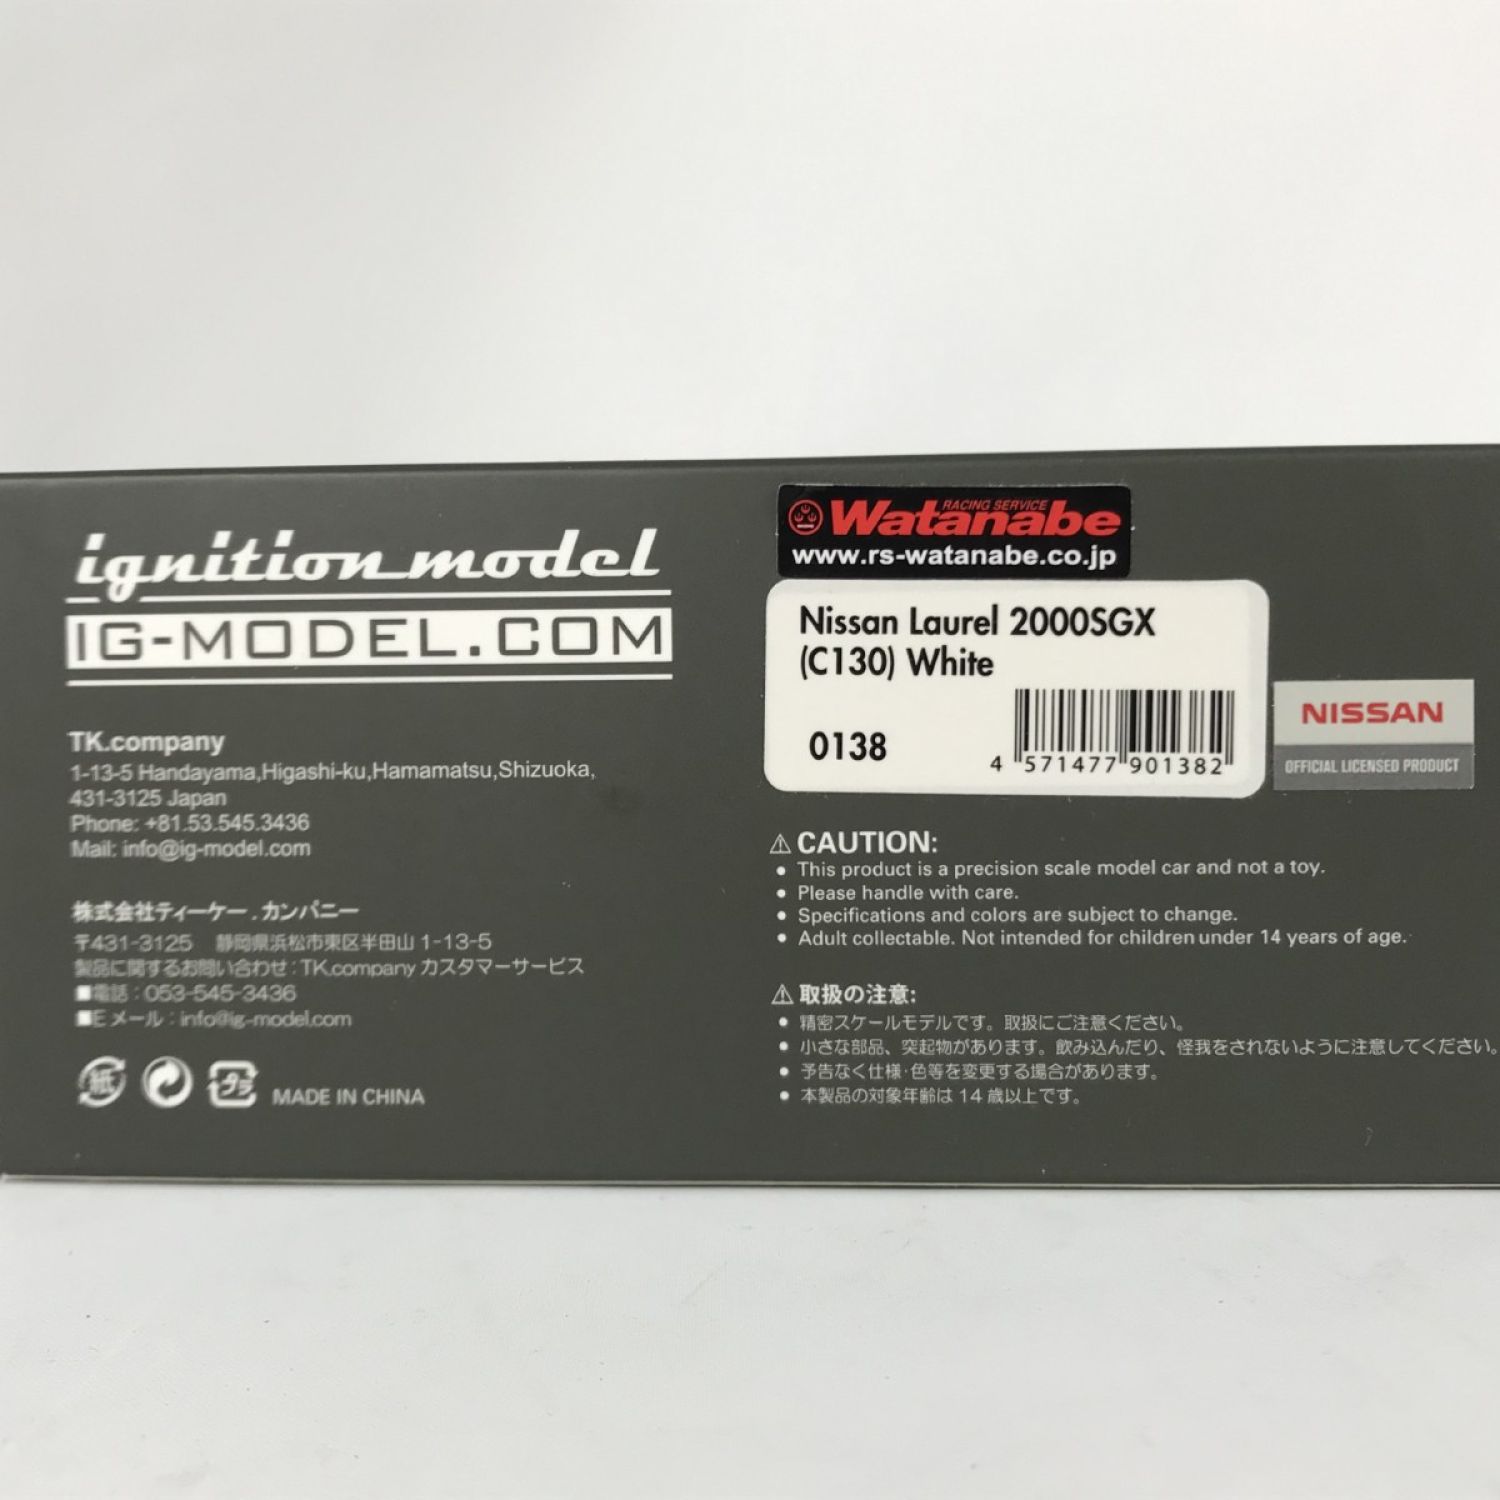 ignition model
IG-MODEL.COM
TK.company
1-13-5 Handayama,Higashi-ku,Hamamatsu,Shizuoka,
431-3125 Japan
Phone: +81.53.545.3436
Mail: info@ig-model.com
株式会社ティーケー.カンパニー
〒431-3125 静岡県浜松市東区半田山 1-13-5
製品に関するお問い合わせ：TK.company カスタマーサービス
■電話：053-545-3436
■E メール：info@ig-model.com
紙
プラ
MADE IN CHINA
RACING SERVICE
Watanabe
www.rs-watanabe.co.jp
Nissan Laurel 2000SGX
(C130) White
0138
4 571477 901382
NISSAN
OFFICIAL LICENSED PRODUCT
⚠ CAUTION:
● This product is a precision scale model car and not a toy.
● Please handle with care.
● Specifications and colors are subject to change.
● Adult collectable. Not intended for children under 14 years of age.
⚠ 取扱の注意:
● 精密スケールモデルです。取扱にご注意ください。
● 小さな部品、突起物があります。飲み込んだり、怪我をされないように注意してください。
● 予告なく仕様・色等を変更する場合があります。
● 本製品の対象年齢は 14 歳以上です。